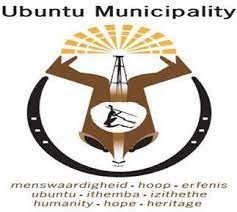 Ubuntu Municipality
menswaardigheid • hoop • erfenis
ubuntu • ithemba • izithethe
humanity • hope • heritage